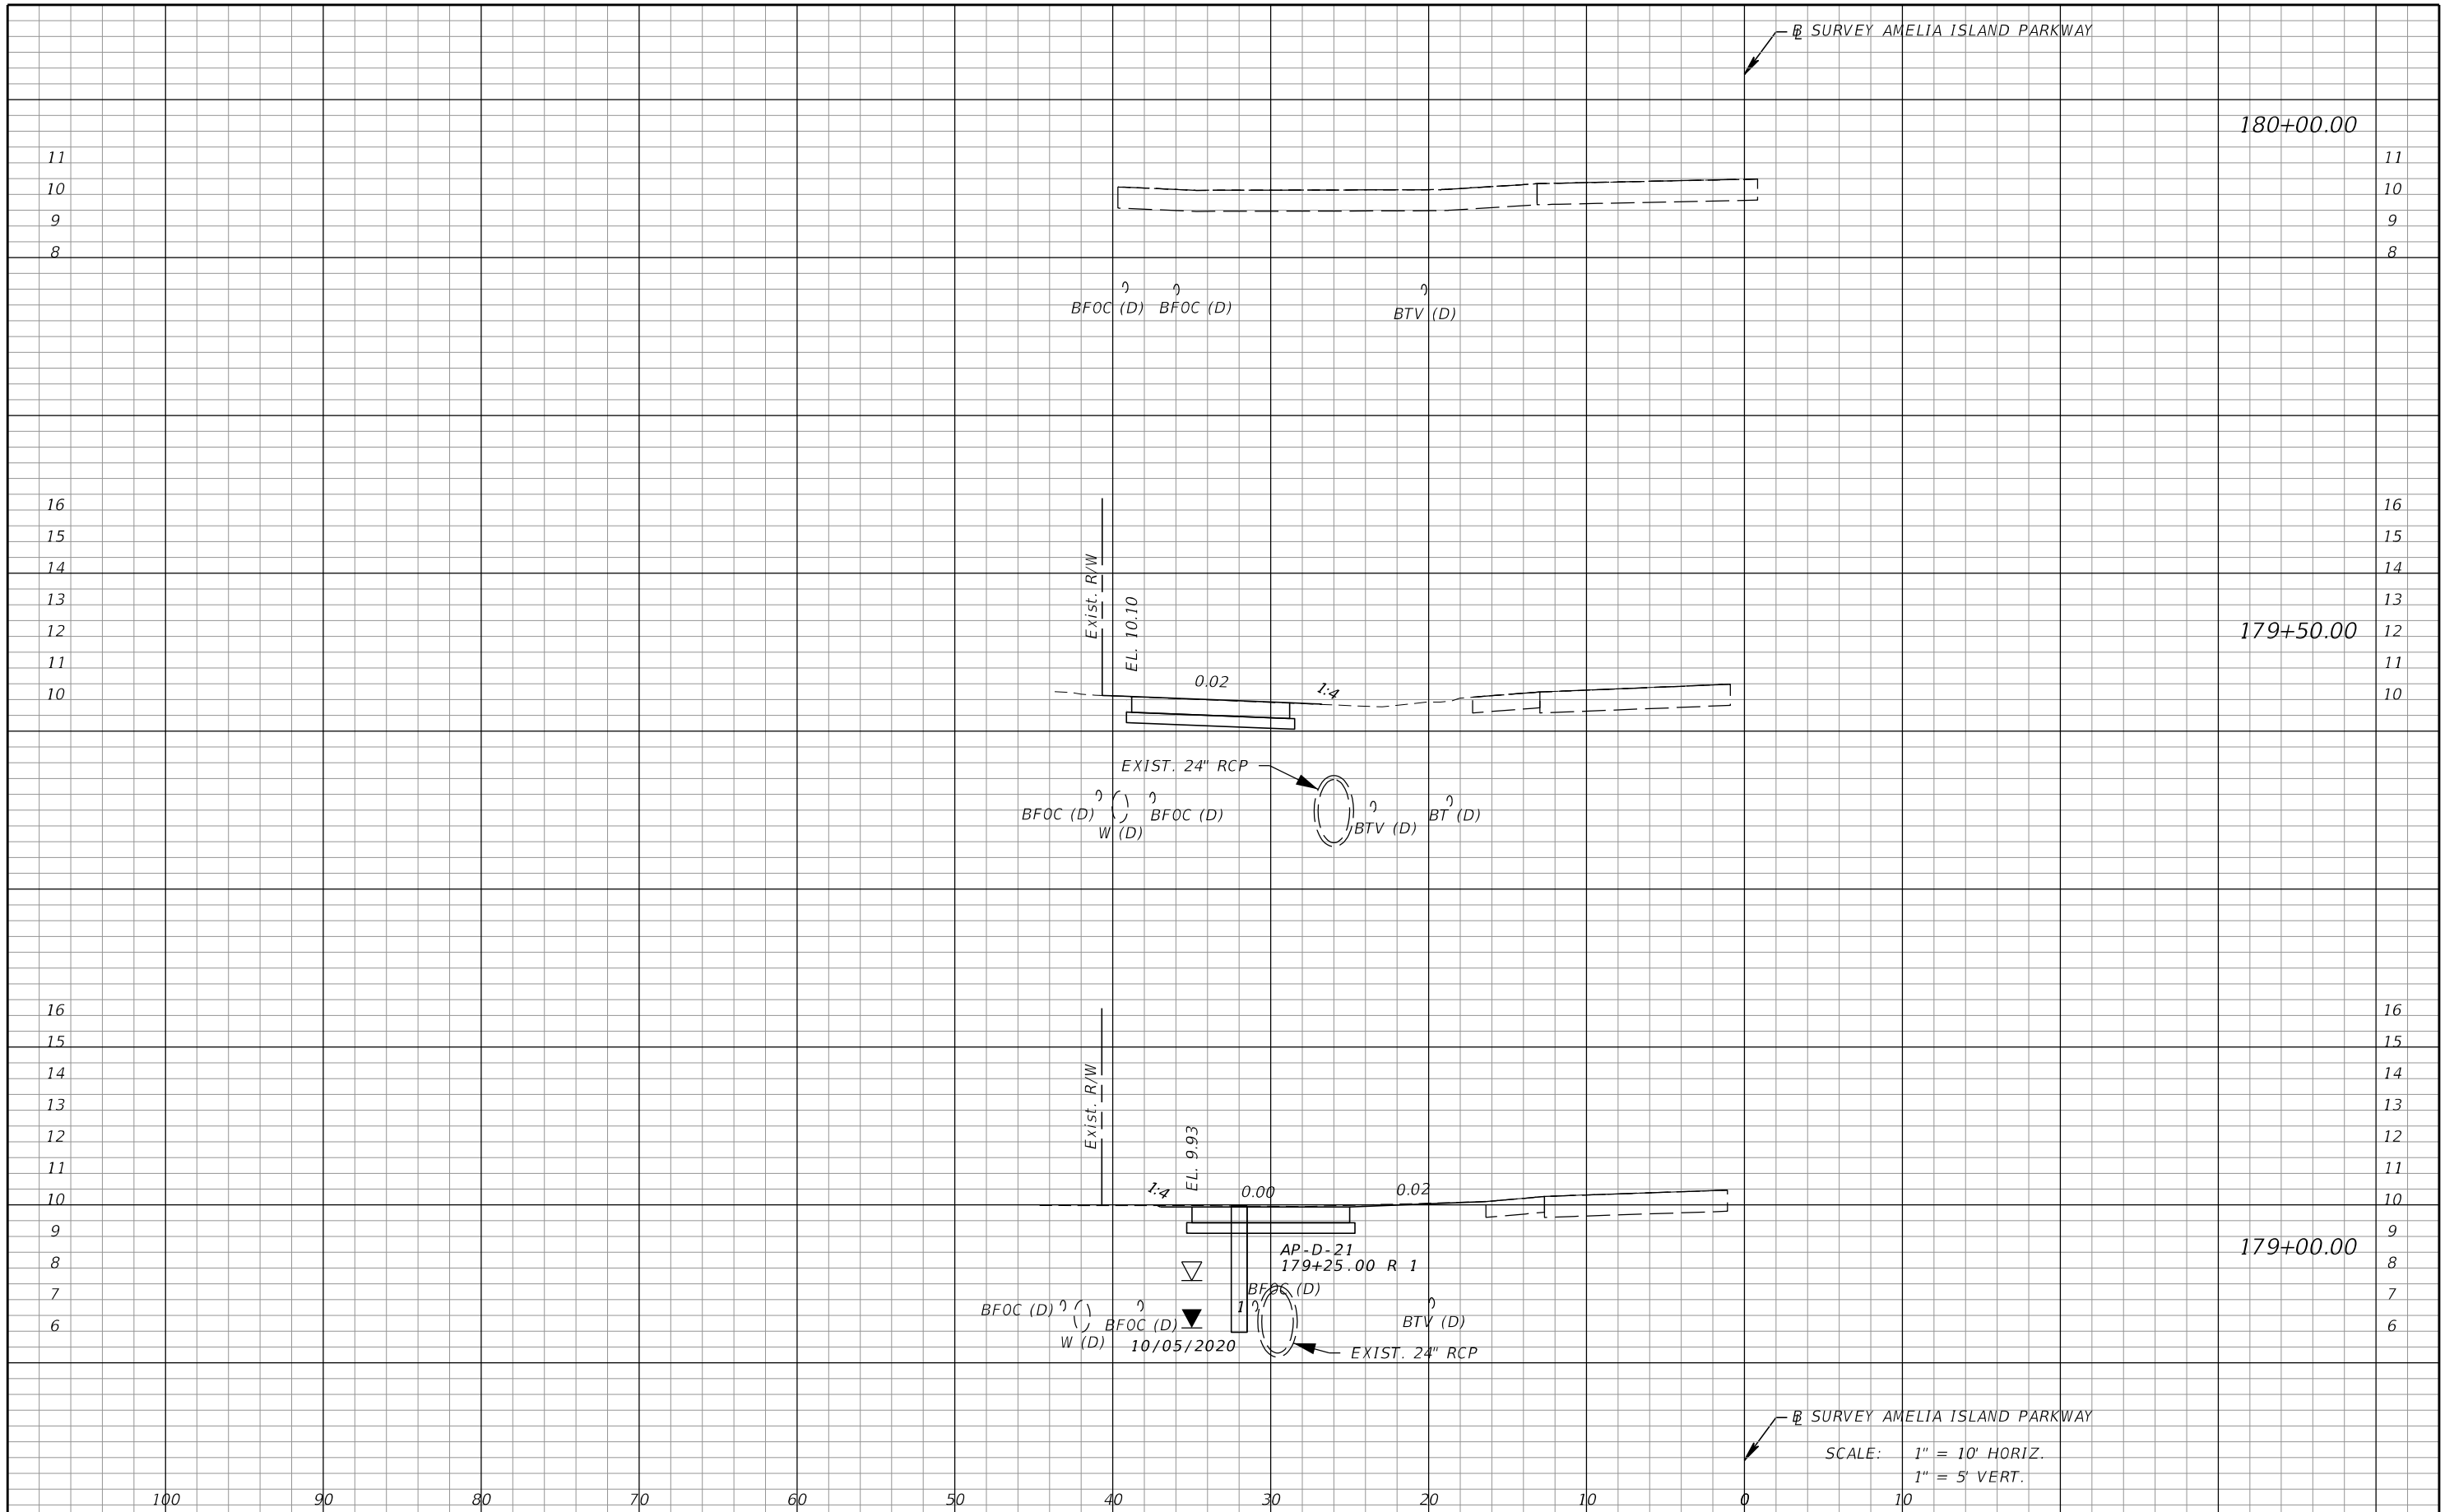 ℄ SURVEY AMELIA ISLAND PARKWAY
180+00.00
11 11
10 10
9 9
8 8
BFOC (D) BFOC (D) BTV (D)
16 16
15 15
14 14
13 13
12 179+50.00 12
11 11
10 10
Exist. R/W
EL. 10.10
0.02 1:4
EXIST. 24" RCP
BFOC (D) W (D) BFOC (D) BTV (D) BT (D)
16 16
15 15
14 14
13 13
12 12
11 11
10 10
9 9
8 179+00.00 8
7 7
6 6
Exist. R/W
EL. 9.93
1:4 0.00 0.02
AP-D-21
179+25.00 R 1
BFOC (D)
BFOC (D) W (D) BFOC (D) 1 BTV (D)
10/05/2020
EXIST. 24" RCP
℄ SURVEY AMELIA ISLAND PARKWAY
SCALE: 1" = 10' HORIZ.
1" = 5' VERT.
100 90 80 70 60 50 40 30 20 10 0 10